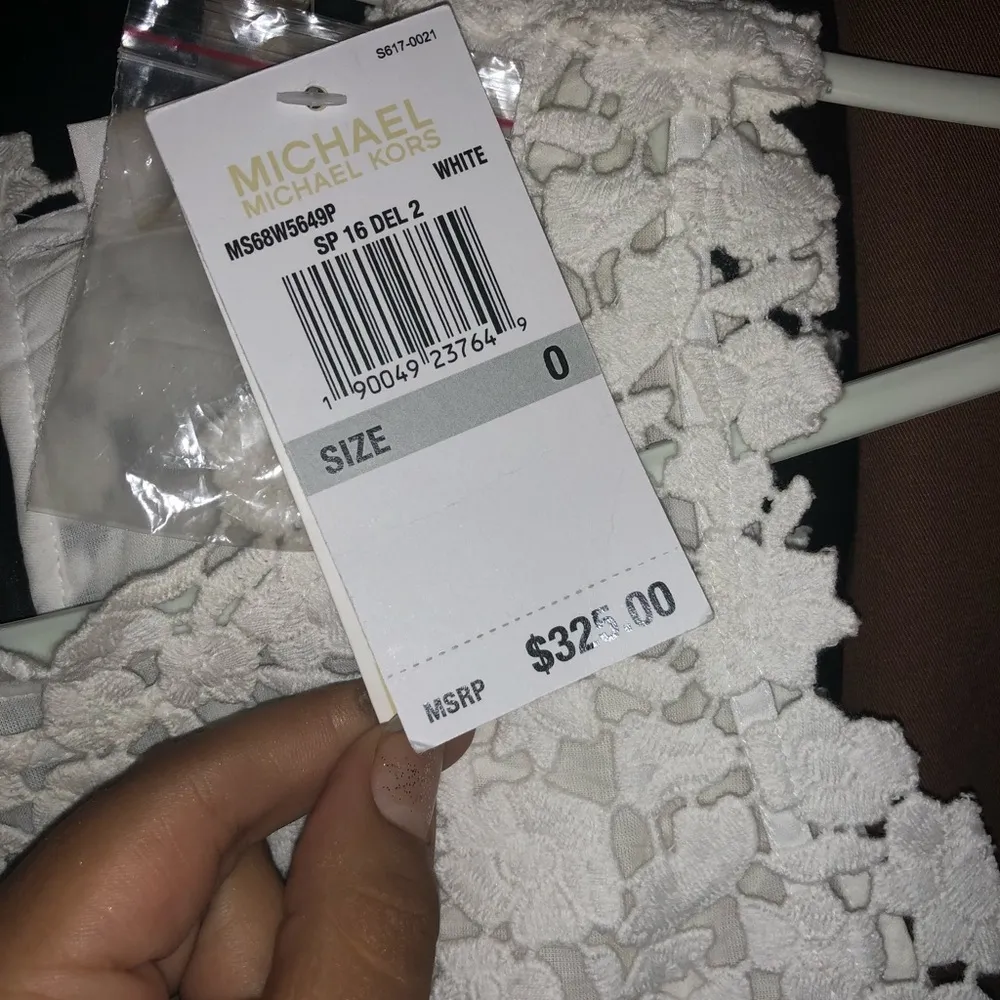 S617-0021
MICHAEL
MICHAEL KORS
WHITE
MS68W5649P
SP 16 DEL 2
1 90049 23764 9
SIZE 0
$325.00
MSRP